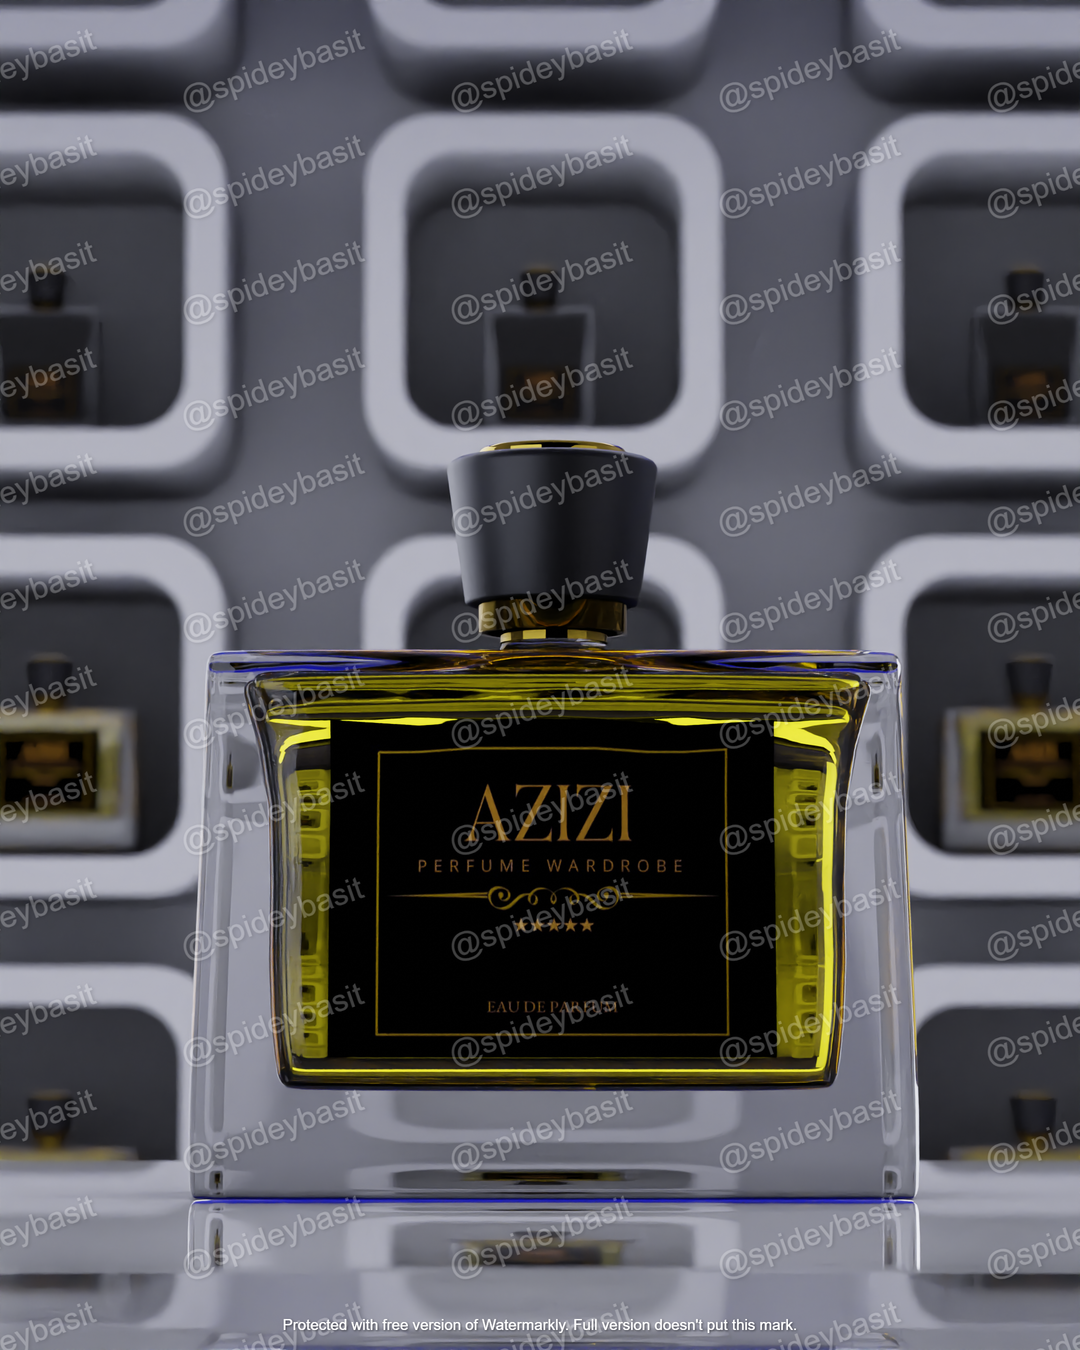 AZIZI
PERFUME WARDROBE
EAU DE PARFUM
@spideybasit
Protected with free version of Watermarkly. Full version doesn't put this mark.